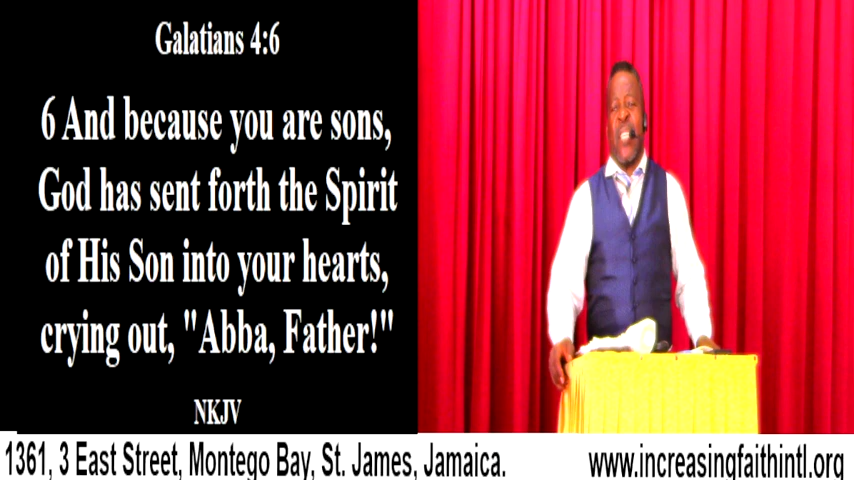 Galatians 4:6
6 And because you are sons,
God has sent forth the Spirit
of His Son into your hearts,
crying out, "Abba, Father!"
NKJV
1361, 3 East Street, Montego Bay, St. James, Jamaica.
www.increasingfaithintl.org